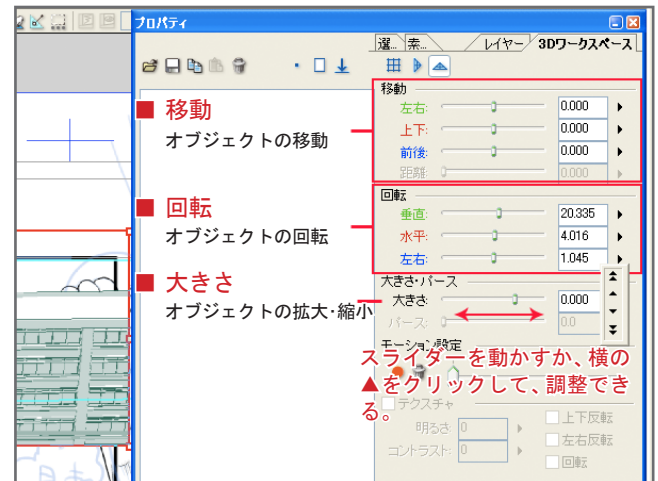 プロパティ
選... 素... レイヤー 3Dワークスペース
移動
左右: 0.000
上下: 0.000
前後: 0.000
距離: 0.000
■ 移動
オブジェクトの移動
回転
垂直: 20.335
水平: 4.016
左右: 1.045
■ 回転
オブジェクトの回転
大きさ・パース
大きさ: 0.000
パース: 0.0
■ 大きさ
オブジェクトの拡大・縮小
モーション設定
スライダーを動かすか、横の
▲をクリックして、調整でき
る。
テクスチャ
明るさ: 0
コントラスト: 0
上下反転
左右反転
回転